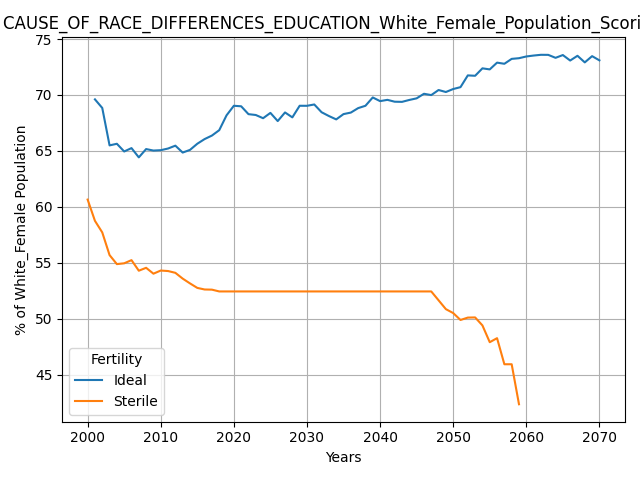 CAUSE_OF_RACE_DIFFERENCES_EDUCATION_White_Female_Population_Scori
% of White_Female Population
75
70
65
60
55
50
45
Fertility
Ideal
Sterile
2000 2010 2020 2030 2040 2050 2060 2070
Years